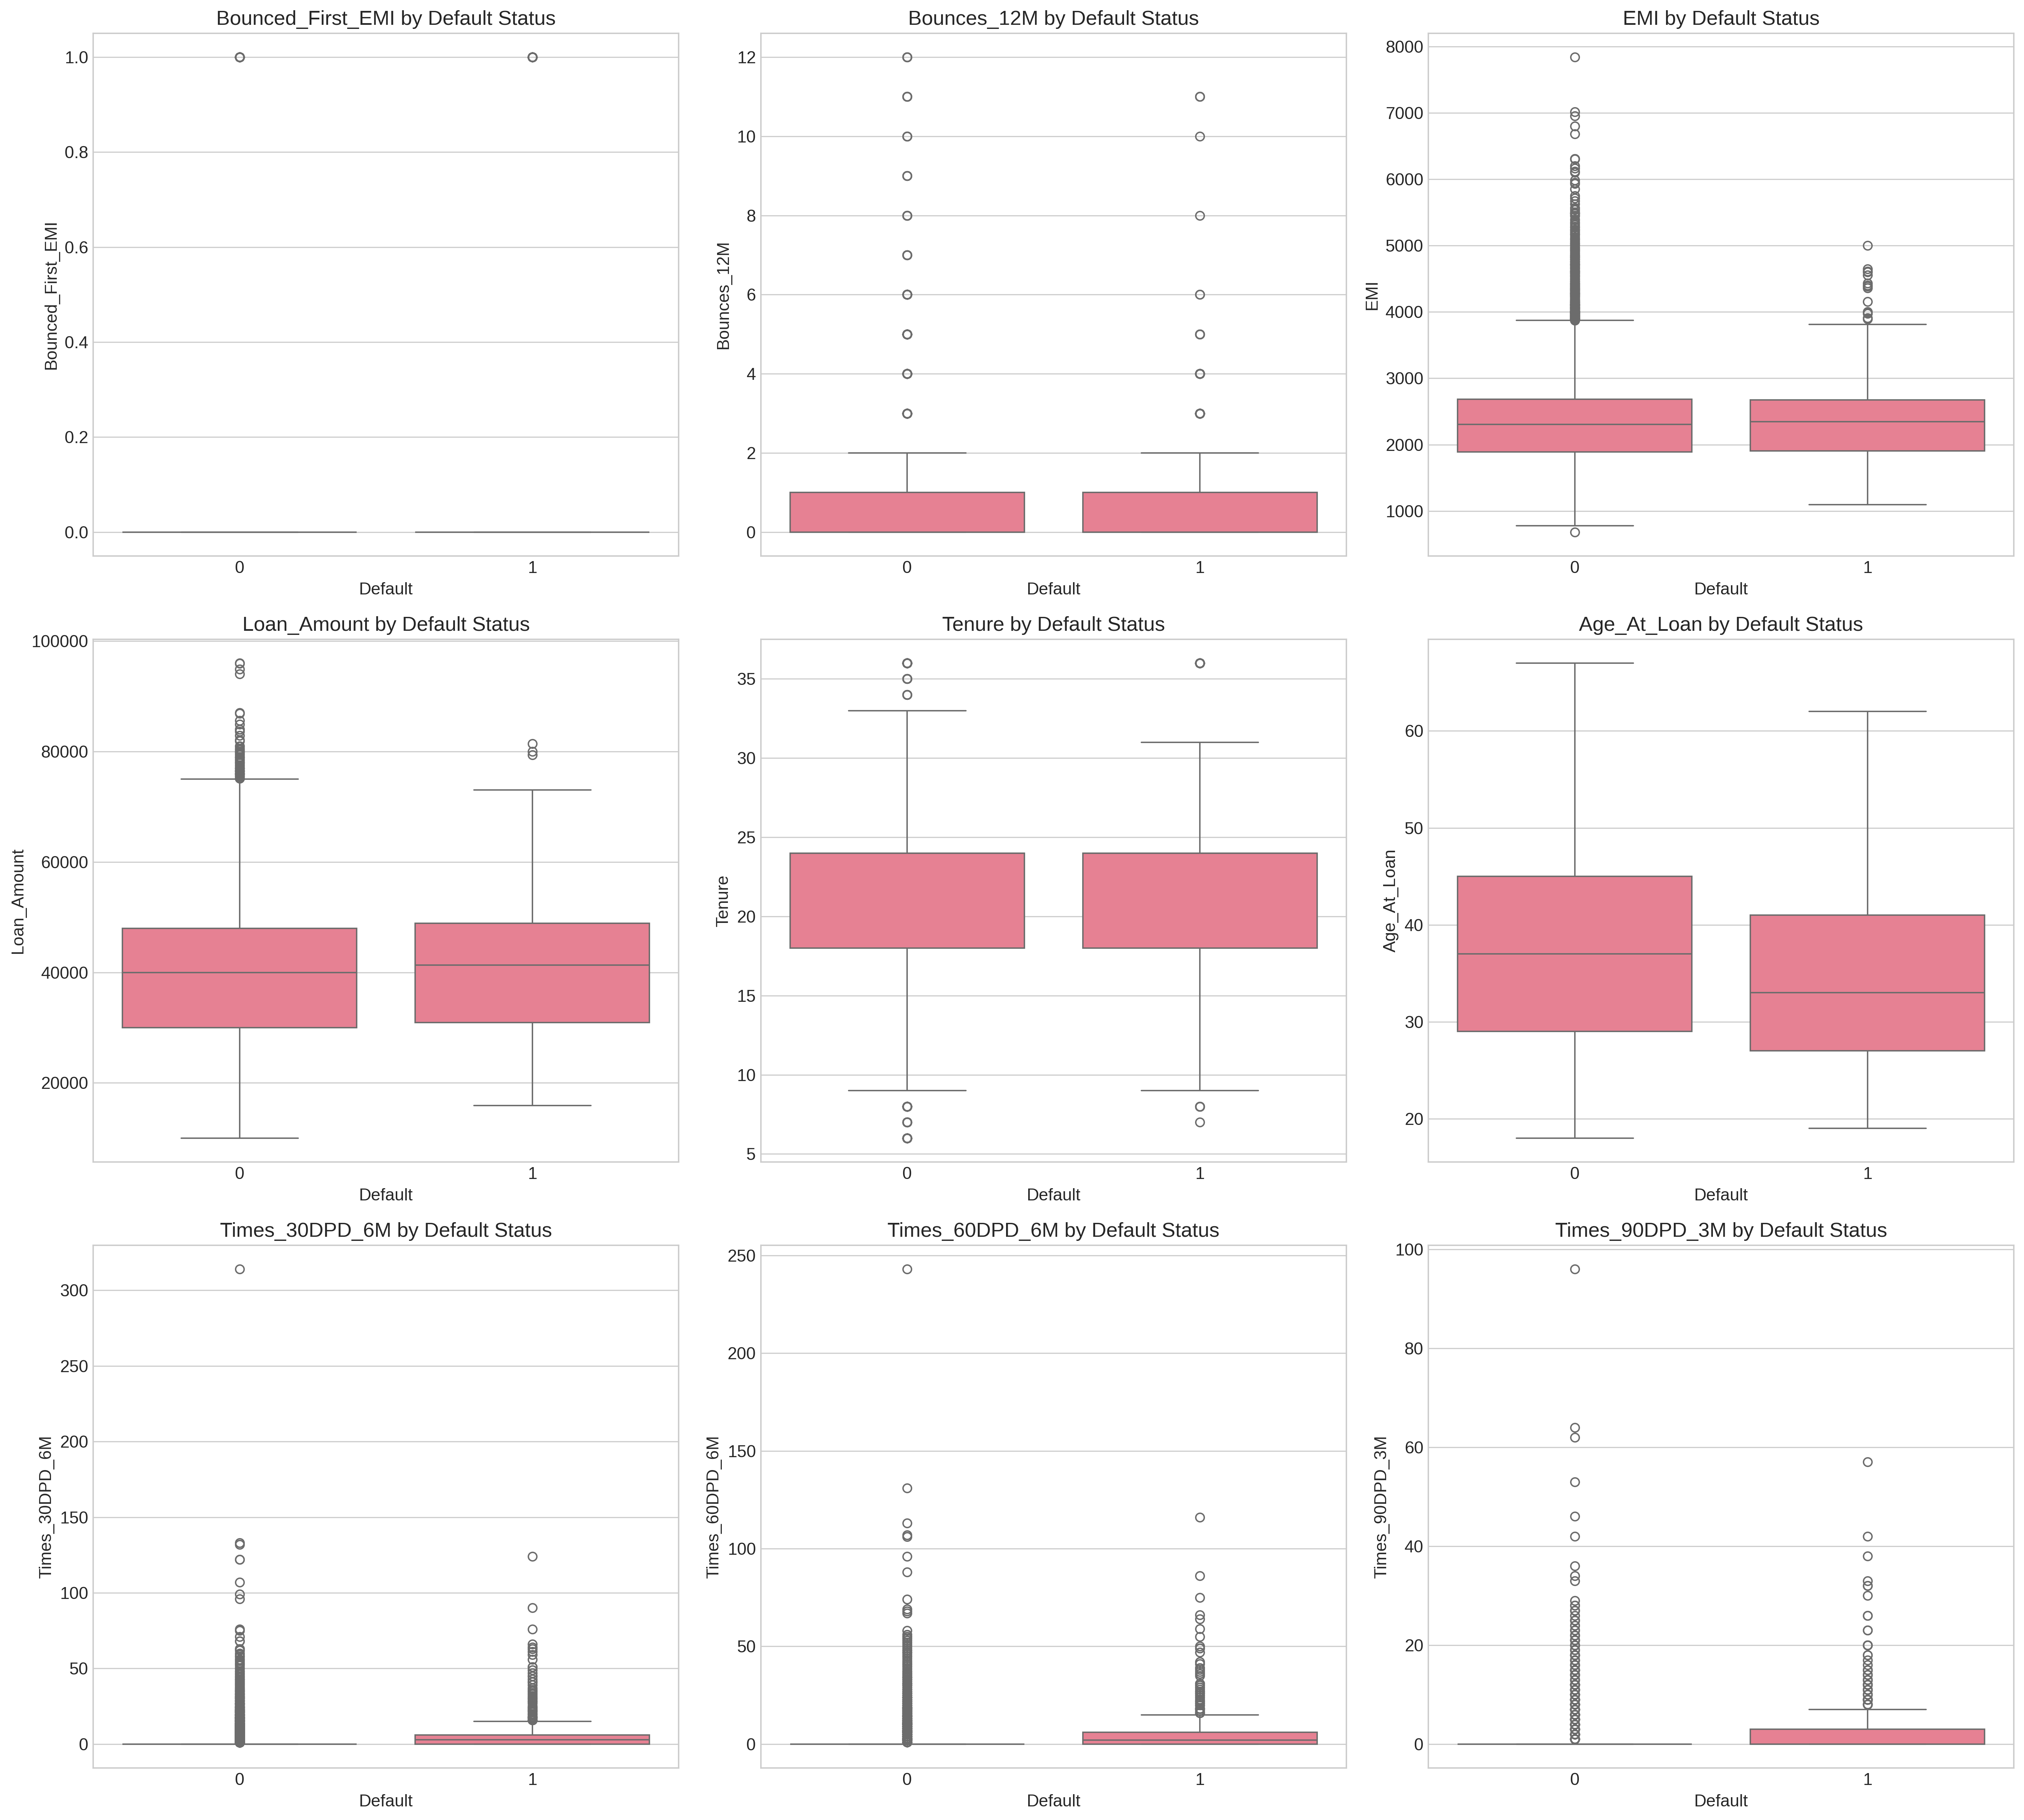 Bounced_First_EMI by Default Status
Bounced_First_EMI
1.0
0.8
0.6
0.4
0.2
0.0
0 1
Default
Bounces_12M by Default Status
Bounces_12M
12
10
8
6
4
2
0
0 1
Default
EMI by Default Status
EMI
8000
7000
6000
5000
4000
3000
2000
1000
0 1
Default
Loan_Amount by Default Status
Loan_Amount
100000
80000
60000
40000
20000
0 1
Default
Tenure by Default Status
Tenure
35
30
25
20
15
10
5
0 1
Default
Age_At_Loan by Default Status
Age_At_Loan
60
50
40
30
20
0 1
Default
Times_30DPD_6M by Default Status
Times_30DPD_6M
300
250
200
150
100
50
0
0 1
Default
Times_60DPD_6M by Default Status
Times_60DPD_6M
250
200
150
100
50
0
0 1
Default
Times_90DPD_3M by Default Status
Times_90DPD_3M
100
80
60
40
20
0
0 1
Default